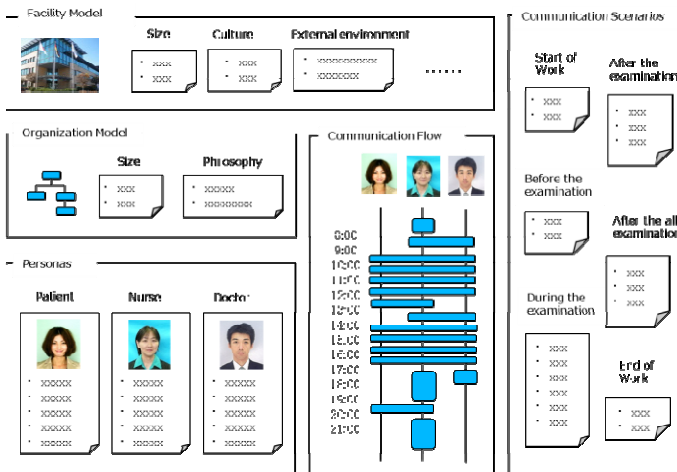 Facility Model
Size
• xxx
• xxx
Culture
• xxx
• xxx
External environment
• xxxxxxxxxx
• xxxxxxx
......
Organization Model
Size
• xxx
• xxx
Phiosophy
• xxxxx
• xxxxxxxx
Personas
Patient
• xxxxx
• xxxxx
• xxxxx
• xxxxx
• xxxxx
Nurse
• xxxxx
• xxxxx
• xxxxx
• xxxxx
• xxxxx
Doctor
• xxxxx
• xxxxx
• xxxxx
• xxxxx
• xxxxx
Communication Flow
8:00
9:00
10:00
11:00
12:00
13:00
14:00
15:00
16:00
17:00
18:00
19:00
20:00
21:00
Communication Scenarios
Start of
Work
• xxx
• xxx
After the
examination
• xxx
• xxx
• xxx
Before the
examination
• xxx
• xxx
After the all
examination
• xxx
• xxx
• xxx
During the
examination
• xxx
• xxx
• xxx
• xxx
• xxx
• xxx
End of
Work
• xxx
• xxx